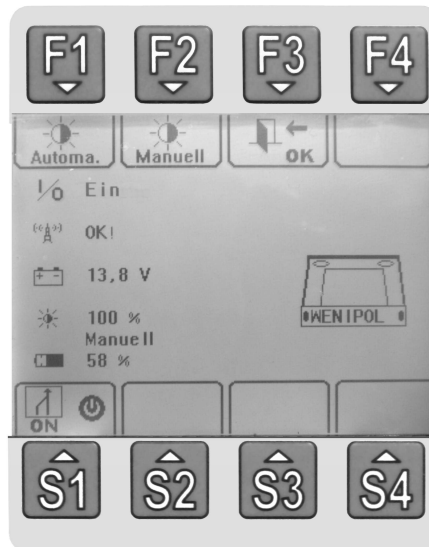 F1 F2 F3 F4
Automa. Manuell OK
I/O Ein
OK!
13,8 V
100 %
Manuell
58 %
WENIPOL
ON
S1 S2 S3 S4